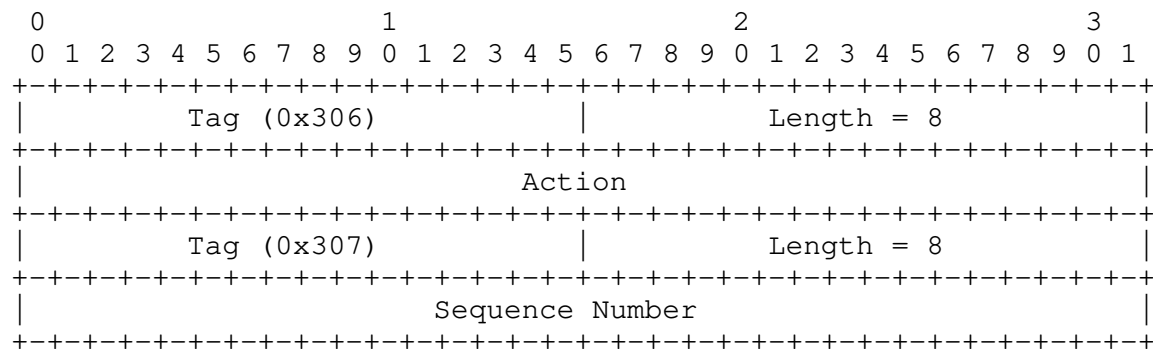 0                   1                   2                   3
 0 1 2 3 4 5 6 7 8 9 0 1 2 3 4 5 6 7 8 9 0 1 2 3 4 5 6 7 8 9 0 1
+-+-+-+-+-+-+-+-+-+-+-+-+-+-+-+-+-+-+-+-+-+-+-+-+-+-+-+-+-+-+-+-+
|         Tag (0x306)           |          Length = 8           |
+-+-+-+-+-+-+-+-+-+-+-+-+-+-+-+-+-+-+-+-+-+-+-+-+-+-+-+-+-+-+-+-+
|                            Action                             |
+-+-+-+-+-+-+-+-+-+-+-+-+-+-+-+-+-+-+-+-+-+-+-+-+-+-+-+-+-+-+-+-+
|         Tag (0x307)           |          Length = 8           |
+-+-+-+-+-+-+-+-+-+-+-+-+-+-+-+-+-+-+-+-+-+-+-+-+-+-+-+-+-+-+-+-+
|                       Sequence Number                         |
+-+-+-+-+-+-+-+-+-+-+-+-+-+-+-+-+-+-+-+-+-+-+-+-+-+-+-+-+-+-+-+-+